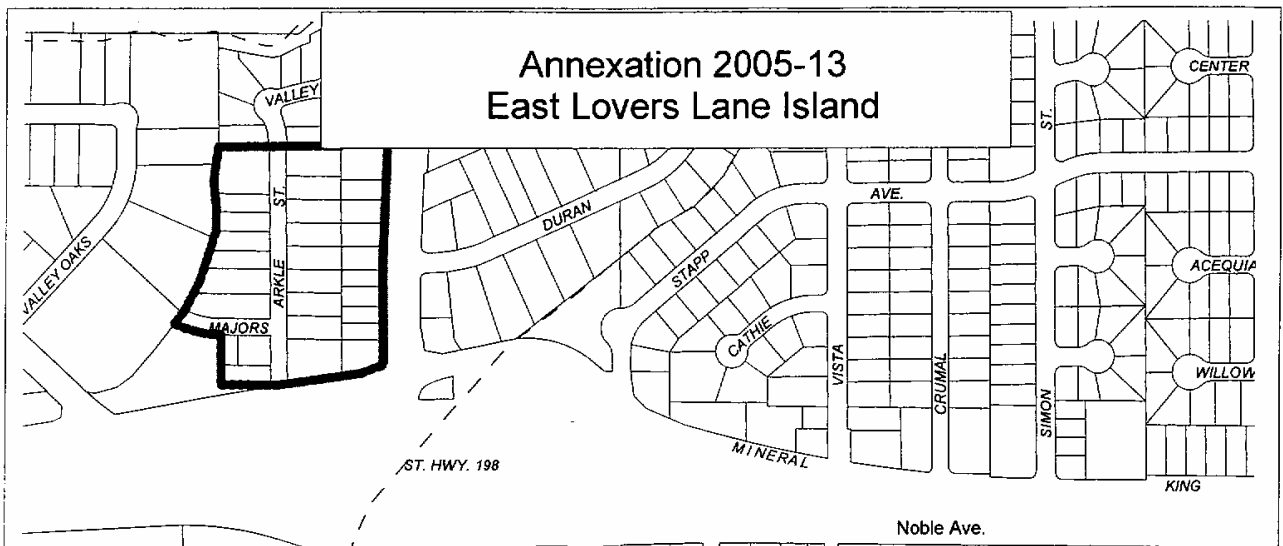 Annexation 2005-13
East Lovers Lane Island
CENTER
VALLEY
ST.
ST.
AVE.
DURAN
VALLEY OAKS
ARKLE
STAPP
ACEQUIA
MAJORS
CATHIE
VISTA
CRUMAL
SIMON
WILLOW
MINERAL
ST. HWY. 198
KING
Noble Ave.